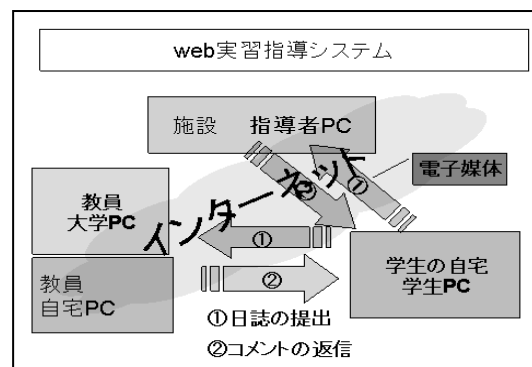 web実習指導システム
施設　指導者PC
インターネット
③
①
電子媒体
教員
大学PC
①
教員
自宅PC
②
学生の自宅
学生PC
①日誌の提出
②コメントの返信